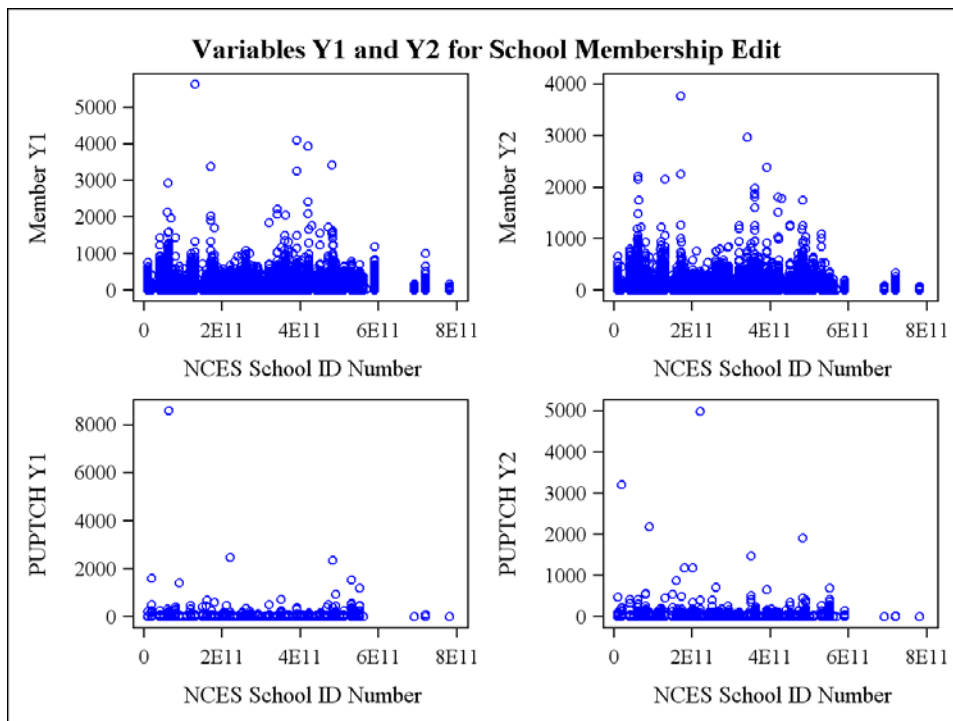 Variables Y1 and Y2 for School Membership Edit
Member Y1
5000
4000
3000
2000
1000
0
0 2E11 4E11 6E11 8E11
NCES School ID Number
Member Y2
4000
3000
2000
1000
0
0 2E11 4E11 6E11 8E11
NCES School ID Number
PUPTCH Y1
8000
6000
4000
2000
0
0 2E11 4E11 6E11 8E11
NCES School ID Number
PUPTCH Y2
5000
4000
3000
2000
1000
0
0 2E11 4E11 6E11 8E11
NCES School ID Number